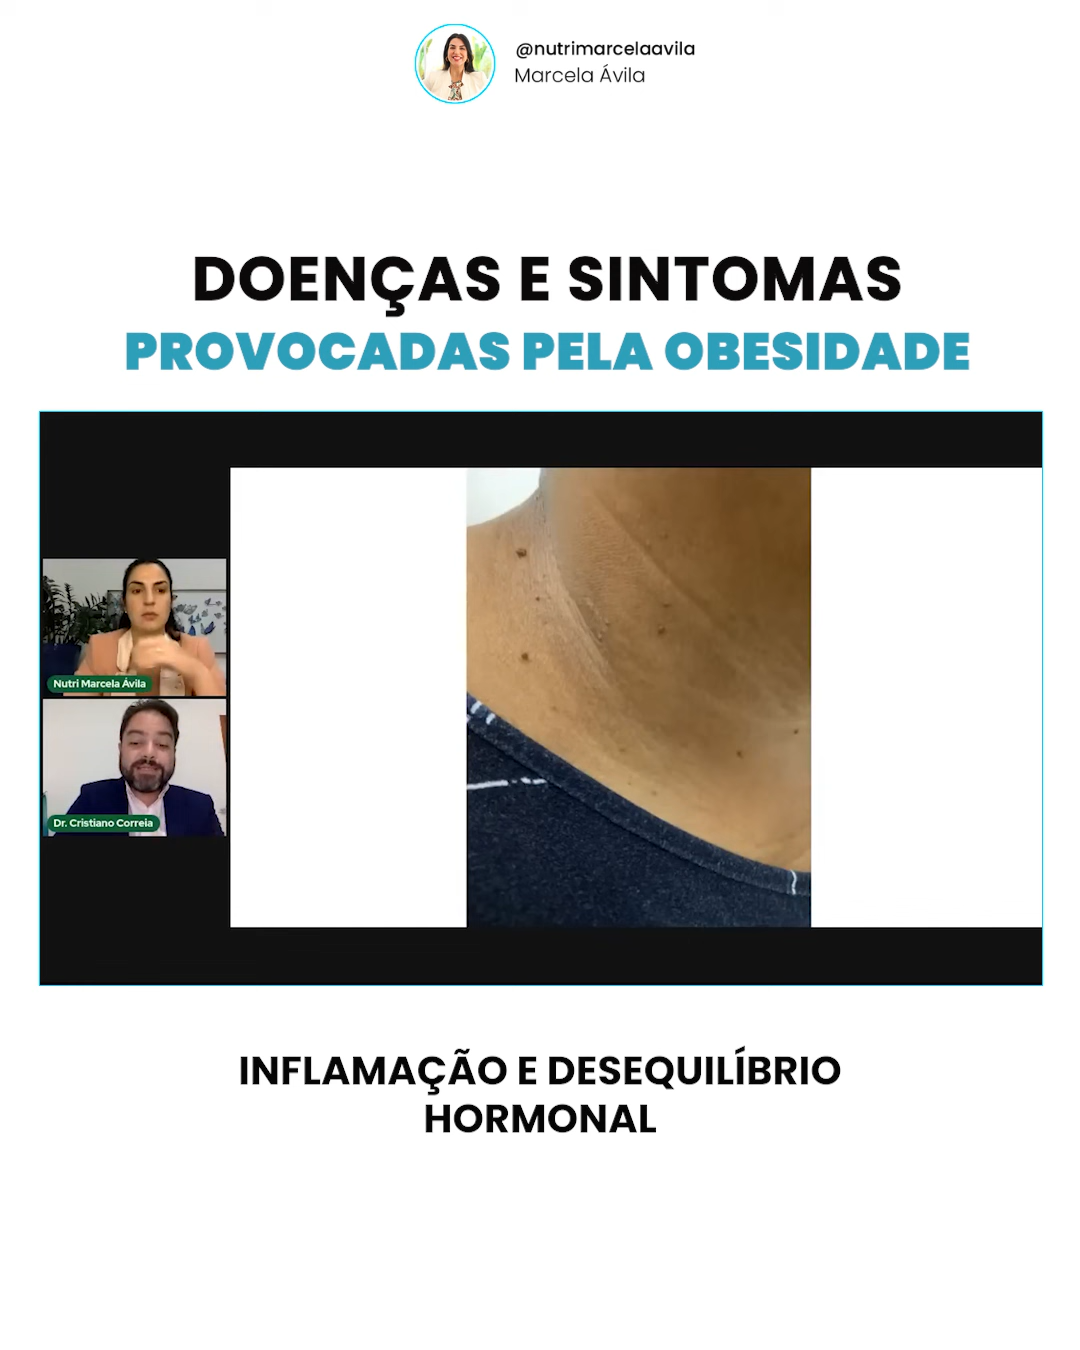 @nutrimarcelaavila
Marcela Ávila
DOENÇAS E SINTOMAS
PROVOCADAS PELA OBESIDADE
Nutri Marcela Ávila
Dr. Cristiano Correia
INFLAMAÇÃO E DESEQUILÍBRIO
HORMONAL